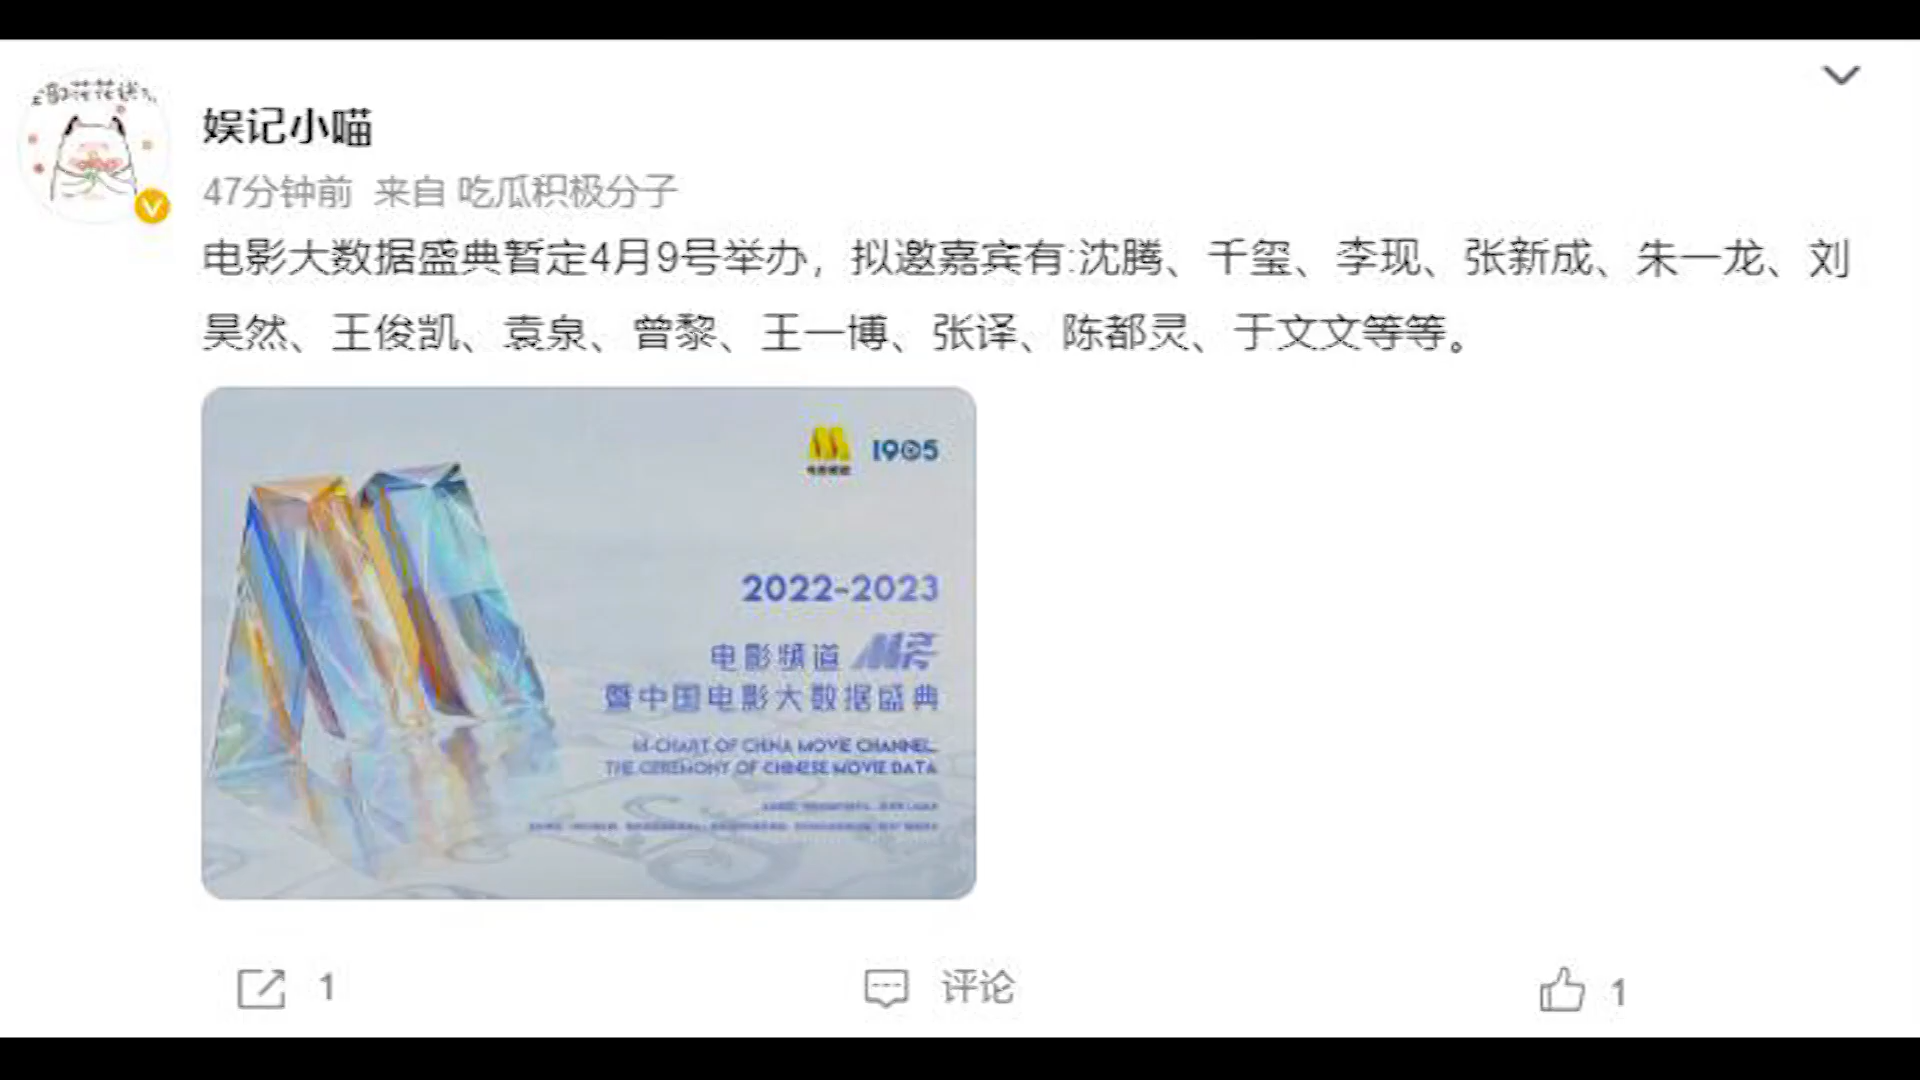 娱记小喵
47分钟前 来自 吃瓜积极分子
电影大数据盛典暂定4月9号举办，拟邀嘉宾有:沈腾、千玺、李现、张新成、朱一龙、刘
昊然、王俊凯、袁泉、曾黎、王一博、张译、陈都灵、于文文等等。
1905
2022-2023
电影频道 M榜
暨中国电影大数据盛典
M-CHART OF CHINA MOVIE CHANNEL,
THE CEREMONY OF CHINESE MOVIE DATA
1 评论 1